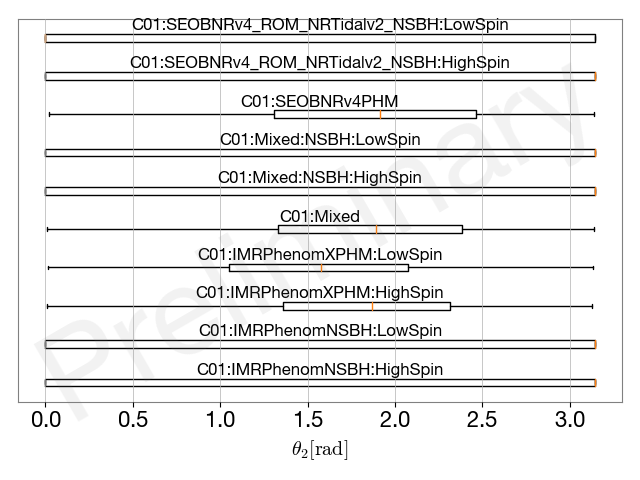 C01:SEOBNRv4_ROM_NRTidalv2_NSBH:LowSpin
C01:SEOBNRv4_ROM_NRTidalv2_NSBH:HighSpin
C01:SEOBNRv4PHM
C01:Mixed:NSBH:LowSpin
C01:Mixed:NSBH:HighSpin
C01:Mixed
C01:IMRPhenomXPHM:LowSpin
C01:IMRPhenomXPHM:HighSpin
C01:IMRPhenomNSBH:LowSpin
C01:IMRPhenomNSBH:HighSpin
Preliminary
0.0 0.5 1.0 1.5 2.0 2.5 3.0
θ₂[rad]